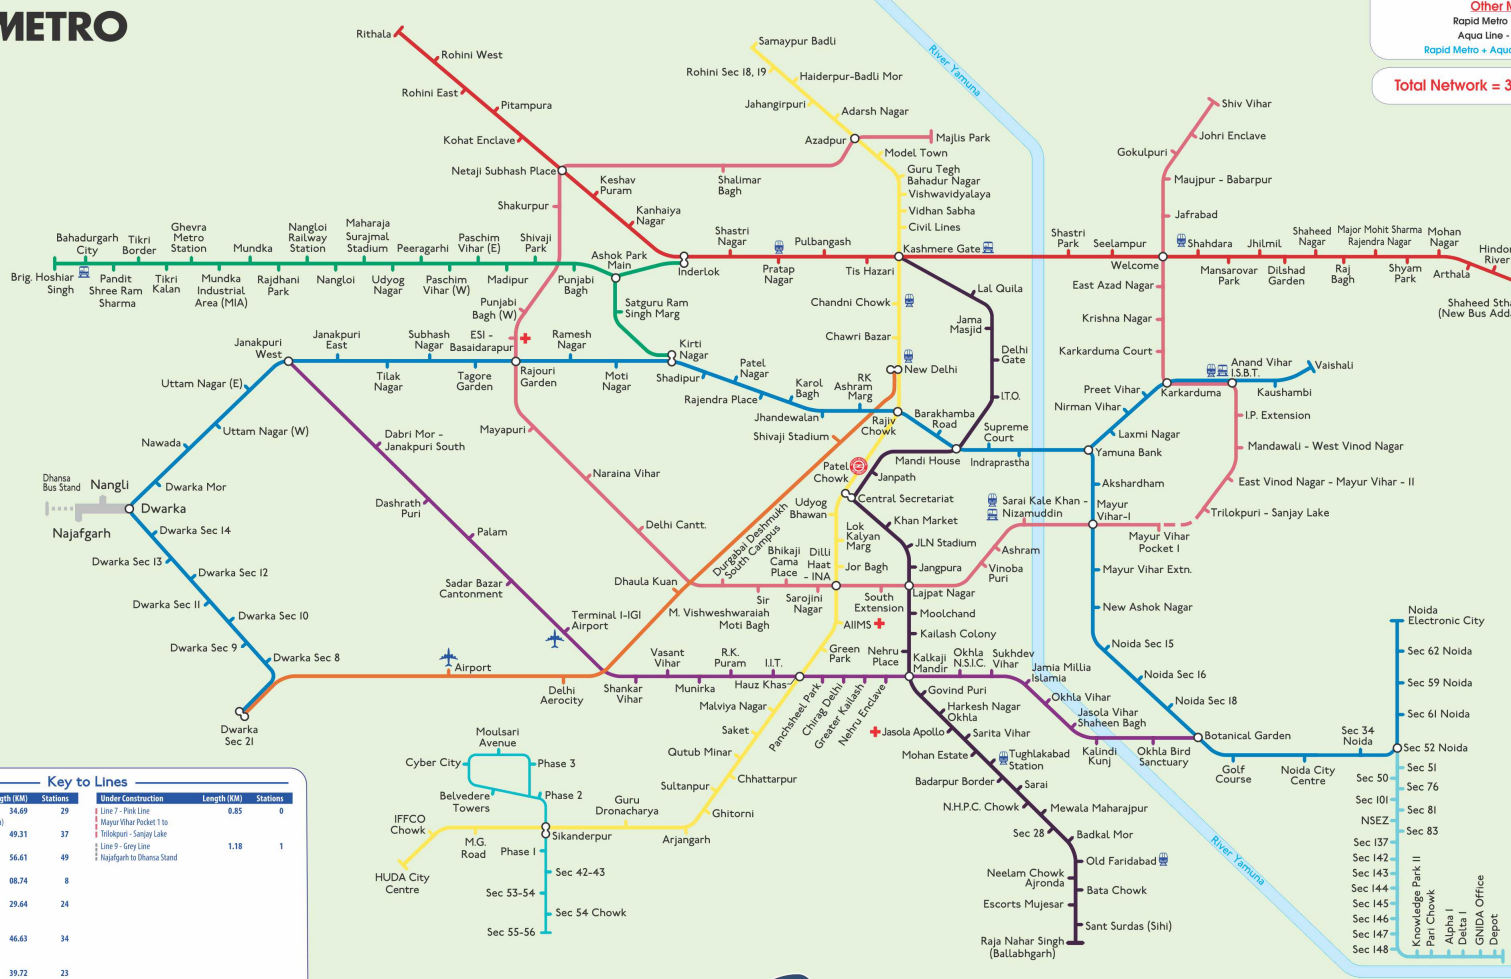 METRO
Other M
Rapid Metro
Aqua Line -
Rapid Metro + Aqua
Total Network = 3
River Yamuna
Rithala
Rohini West
Rohini East
Pitampura
Kohat Enclave
Netaji Subhash Place
Keshav
Puram
Kanhaiya
Nagar
Inderlok
Shastri
Nagar
Pratap
Nagar
Pulbangash
Tis Hazari
Kashmere Gate
Shastri
Park
Seelampur
Welcome
Shahdara
Mansarovar
Park
Jhilmil
Dilshad
Garden
Shaheed
Nagar
Raj
Bagh
Major Mohit Sharma
Rajendra Nagar
Shyam
Park
Mohan
Nagar
Arthala
Hindo
River
Shaheed Stha
(New Bus Adda
Samaypur Badli
Rohini Sec 18, 19
Haiderpur-Badli Mor
Jahangirpuri
Adarsh Nagar
Azadpur
Majlis Park
Model Town
Guru Tegh
Bahadur Nagar
Vishwavidyalaya
Vidhan Sabha
Civil Lines
Chandni Chowk
Chawri Bazar
New Delhi
Rajiv
Chowk
Patel
Chowk
Central Secretariat
Udyog
Bhawan
Lok
Kalyan
Marg
Jor Bagh
Dilli
Haat
- INA
AIIMS
Green
Park
Hauz Khas
Malviya Nagar
Saket
Qutub Minar
Chhattarpur
Sultanpur
Ghitorni
Arjangarh
Guru
Dronacharya
Sikanderpur
M.G.
Road
IFFCO
Chowk
HUDA City
Centre
Shiv Vihar
Johri Enclave
Gokulpuri
Maujpur - Babarpur
Jafrabad
East Azad Nagar
Krishna Nagar
Karkarduma Court
Karkarduma
Anand Vihar
I.S.B.T.
Vaishali
Kaushambi
Preet Vihar
Nirman Vihar
Laxmi Nagar
Yamuna Bank
I.P. Extension
Mandawali - West Vinod Nagar
East Vinod Nagar - Mayur Vihar - II
Trilokpuri - Sanjay Lake
Mayur Vihar
Pocket I
Mayur
Vihar-I
Akshardham
Mayur Vihar Extn.
New Ashok Nagar
Noida Sec 15
Noida Sec 16
Noida Sec 18
Botanical Garden
Golf
Course
Noida City
Centre
Sec 34
Noida
Sec 52 Noida
Sec 61 Noida
Sec 59 Noida
Sec 62 Noida
Noida
Electronic City
Sec 51
Sec 50
Sec 76
Sec 101
Sec 81
NSEZ
Sec 83
Sec 137
Sec 142
Sec 143
Sec 144
Sec 145
Sec 146
Sec 147
Sec 148
Knowledge Park II
Pari Chowk
Alpha I
Delta I
GNIDA Office
Depot
River Yamuna
Shalimar
Bagh
Shakurpur
Punjabi
Bagh (W)
ESI -
Basaidarapur
Rajouri
Garden
Mayapuri
Naraina Vihar
Delhi Cantt.
Durgabai Deshmukh
South Campus
Sir
M. Vishweshwaraiah
Moti Bagh
Bhikaji
Cama
Place
Sarojini
Nagar
South
Extension
Lajpat Nagar
Vinoba
Puri
Ashram
Sarai Kale Khan -
Nizamuddin
Brig. Hoshiar
Singh
Bahadurgarh
City
Pandit
Shree Ram
Sharma
Tikri
Border
Tikri
Kalan
Ghevra
Metro
Station
Mundka
Industrial
Area (MIA)
Mundka
Rajdhani
Park
Nangloi
Railway
Station
Nangloi
Maharaja
Surajmal
Stadium
Udyog
Nagar
Peeragarhi
Paschim
Vihar (W)
Paschim
Vihar (E)
Madipur
Shivaji
Park
Punjabi
Bagh
Ashok Park
Main
Satguru Ram
Singh Marg
Kirti
Nagar
Janakpuri
West
Janakpuri
East
Tilak
Nagar
Subhash
Nagar
Tagore
Garden
Ramesh
Nagar
Moti
Nagar
Shadipur
Patel
Nagar
Rajendra Place
Karol
Bagh
Jhandewalan
RK
Ashram
Marg
Barakhamba
Road
Mandi House
Supreme
Court
Indraprastha
Uttam Nagar (E)
Uttam Nagar (W)
Nawada
Dwarka Mor
Dwarka
Dhansa
Bus Stand
Nangli
Najafgarh
Dwarka Sec 14
Dwarka Sec 13
Dwarka Sec 12
Dwarka Sec 11
Dwarka Sec 10
Dwarka Sec 9
Dwarka Sec 8
Dwarka
Sec 21
Airport
Delhi
Aerocity
Dhaula Kuan
Shivaji Stadium
Dabri Mor -
Janakpuri South
Dashrath
Puri
Palam
Sadar Bazar
Cantonment
Terminal 1-IGI
Airport
Shankar
Vihar
Vasant
Vihar
Munirka
R.K.
Puram
I.I.T.
Panchsheel Park
Chirag Delhi
Greater Kailash
Nehru Enclave
Kalkaji
Mandir
Okhla
N.S.I.C.
Sukhdev
Vihar
Jamia Millia
Islamia
Okhla Vihar
Jasola Vihar
Shaheen Bagh
Kalindi
Kunj
Okhla Bird
Sanctuary
Lal Quila
Jama
Masjid
Delhi
Gate
I.T.O.
Janpath
Khan Market
JLN Stadium
Jangpura
Moolchand
Kailash Colony
Nehru
Place
Govind Puri
Harkesh Nagar
Okhla
Jasola Apollo
Sarita Vihar
Mohan Estate
Tughlakabad
Station
Badarpur Border
Sarai
N.H.P.C. Chowk
Mewala Maharajpur
Sec 28
Badkal Mor
Old Faridabad
Neelam Chowk
Ajronda
Bata Chowk
Escorts Mujesar
Sant Surdas (Sihi)
Raja Nahar Singh
(Ballabhgarh)
Moulsari
Avenue
Cyber City
Phase 3
Belvedere
Towers
Phase 2
Phase 1
Sec 42-43
Sec 53-54
Sec 54 Chowk
Sec 55-56
Key to Lines
gth (KM) Stations Under Construction Length (KM) Stations
34.69 29 Line 7 - Pink Line 0.85 0
Mayur Vihar Pocket 1 to
49.31 37 Trilokpuri - Sanjay Lake
Line 9 - Grey Line 1.18 1
56.61 49 Najafgarh to Dhansa Stand
08.74 8
29.64 24
46.63 34
39.72 23